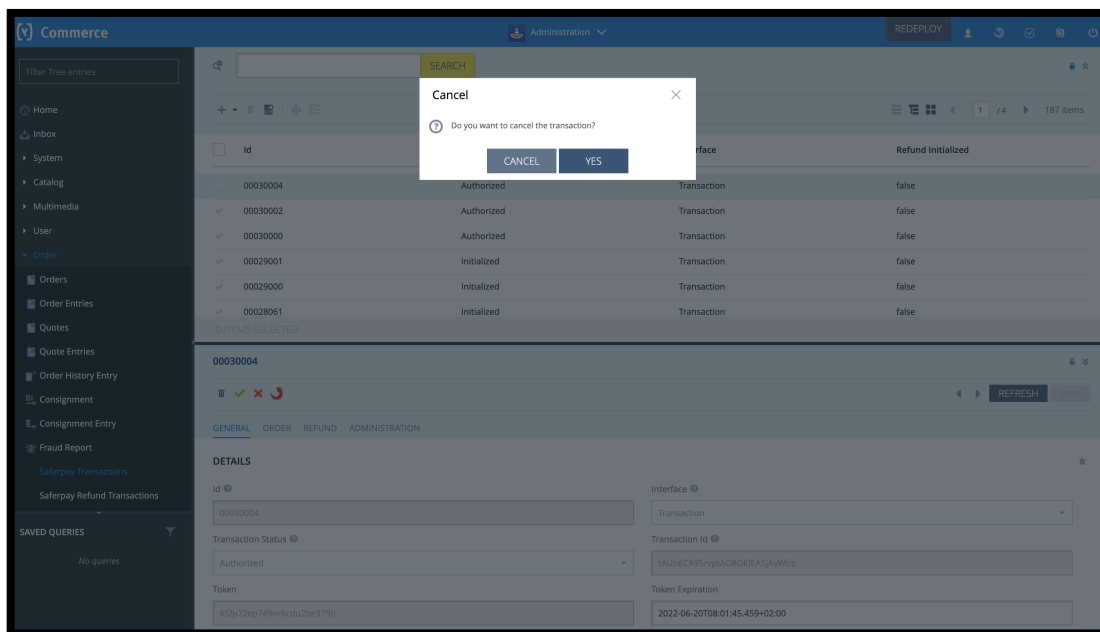 (y) Commerce
Administration
REDEPLOY
Filter Tree entries
SEARCH
Home
Inbox
System
Catalog
Multimedia
User
Order
Orders
Order Entries
Quotes
Quote Entries
Order History Entry
Consignment
Consignment Entry
Fraud Report
Saferpay Transactions
Saferpay Refund Transactions
SAVED QUERIES
No queries
Cancel
Do you want to cancel the transaction?
CANCEL YES
1 / 4 187 items
Id rface Refund Initialized
00030004 Authorized Transaction false
00030002 Authorized Transaction false
00030000 Authorized Transaction false
00029001 Initialized Transaction false
00029000 Initialized Transaction false
00028061 Initialized Transaction false
0 ITEMS SELECTED
00030004
REFRESH
GENERAL ORDER REFUND ADMINISTRATION
DETAILS
Id Interface
00030004 Transaction
Transaction Status Transaction Id
Authorized
Token Token Expiration
2022-06-20T08:01:45.459+02:00